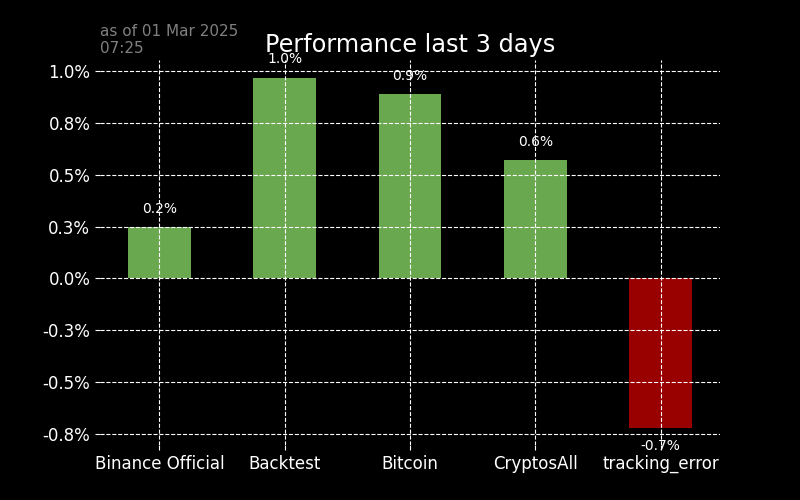 as of 01 Mar 2025
07:25
Performance last 3 days
1.0%
0.8%
0.5%
0.3%
0.0%
-0.3%
-0.5%
-0.8%
0.2%
1.0%
0.9%
0.6%
-0.7%
Binance Official
Backtest
Bitcoin
CryptosAll
tracking_error